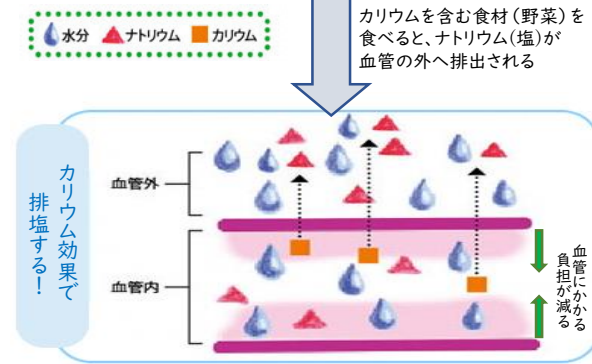 水分 ナトリウム カリウム
カリウムを含む食材（野菜）を
食べると、ナトリウム（塩）が
血管の外へ排出される
カリウム効果で
排塩する！
血管外
血管内
血管にかかる
負担が減る